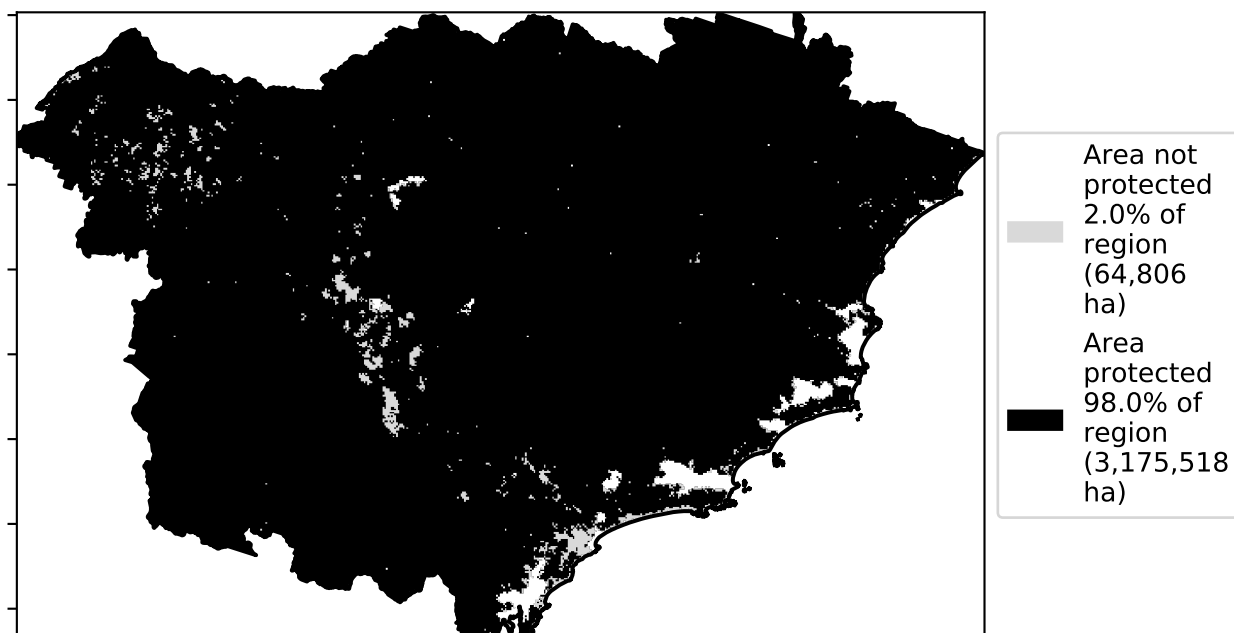 Area not
protected
2.0% of
region
(64,806
ha)
Area
protected
98.0% of
region
(3,175,518
ha)